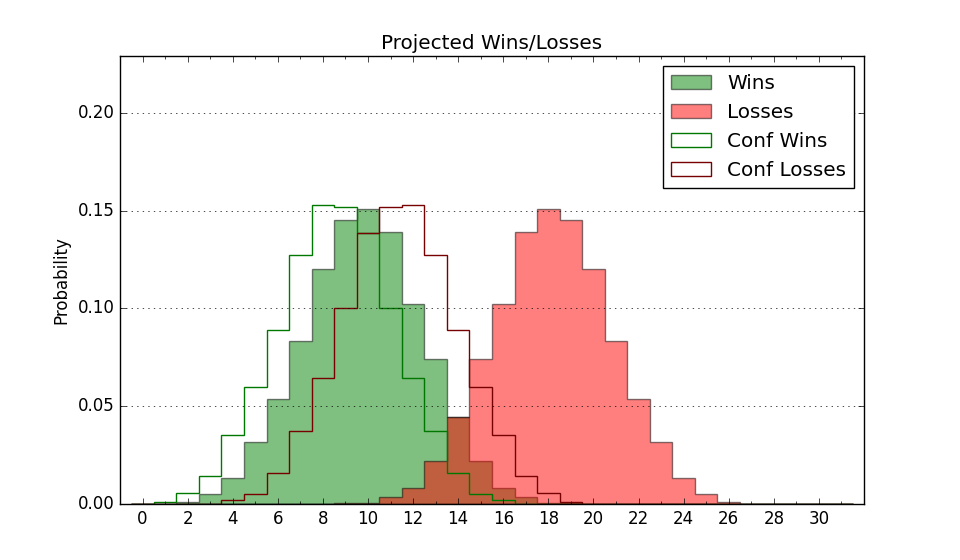 Projected Wins/Losses
Wins
Losses
Conf Wins
Conf Losses
Probability
0.20
0.15
0.10
0.05
0.00
0 2 4 6 8 10 12 14 16 18 20 22 24 26 28 30